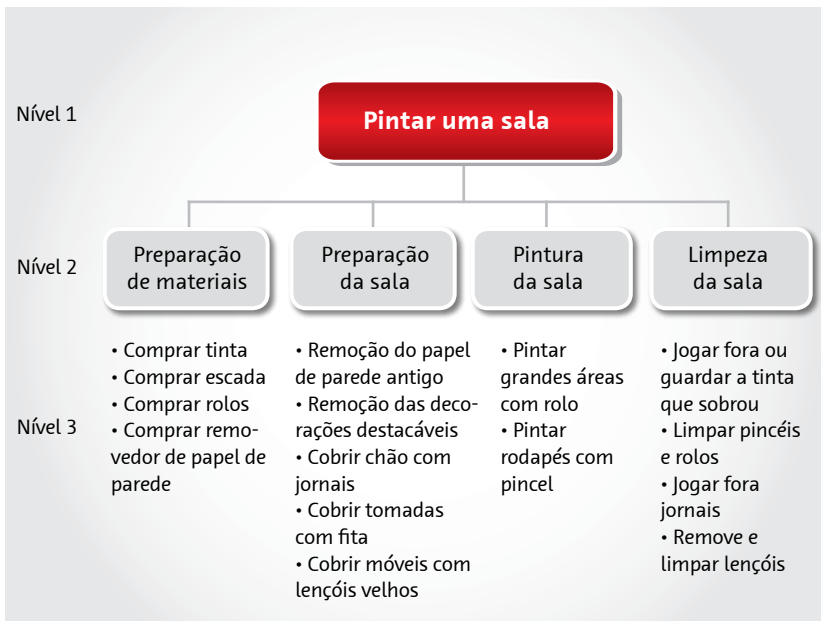 Nível 1
Pintar uma sala
Nível 2
Preparação
de materiais
Preparação
da sala
Pintura
da sala
Limpeza
da sala
Nível 3
• Comprar tinta
• Comprar escada
• Comprar rolos
• Comprar remo-
vedor de papel de
parede
• Remoção do papel
de parede antigo
• Remoção das deco-
rações destacáveis
• Cobrir chão com
jornais
• Cobrir tomadas
com fita
• Cobrir móveis com
lençóis velhos
• Pintar
grandes áreas
com rolo
• Pintar
rodapés com
pincel
• Jogar fora ou
guardar a tinta
que sobrou
• Limpar pincéis
e rolos
• Jogar fora
jornais
• Remove e
limpar lençóis